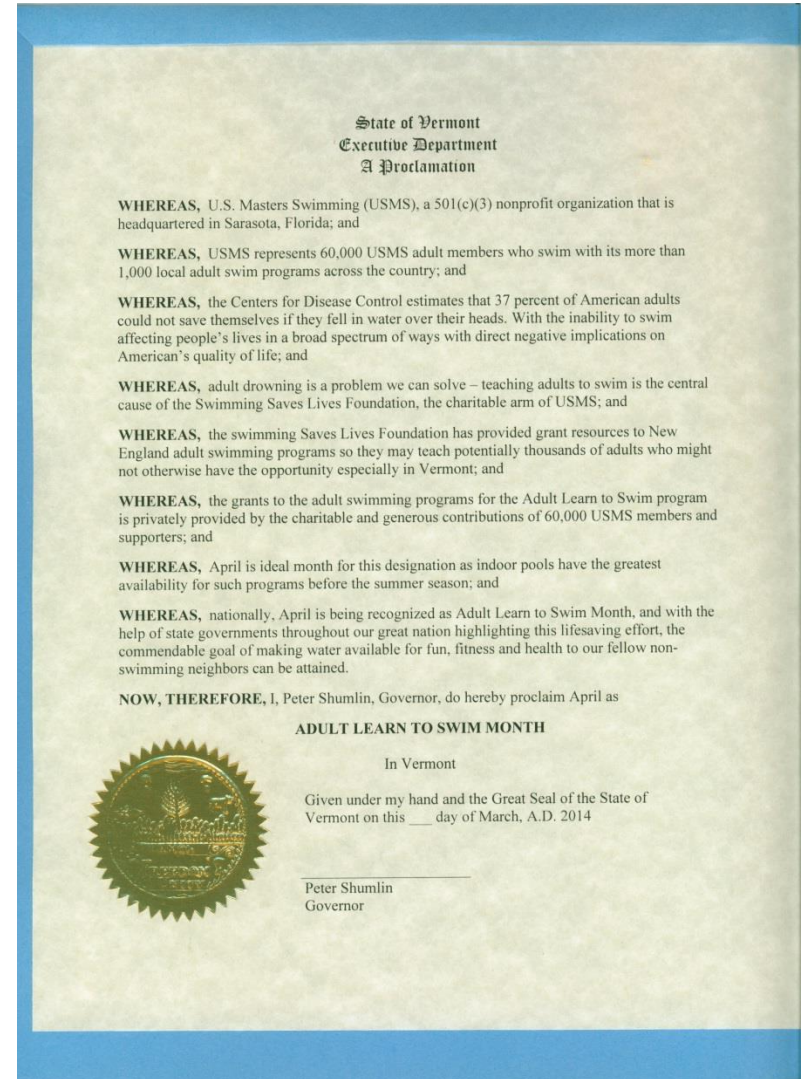 State of Vermont
Executive Department
A Proclamation
WHEREAS, U.S. Masters Swimming (USMS), a 501(c)(3) nonprofit organization that is
headquartered in Sarasota, Florida; and
WHEREAS, USMS represents 60,000 USMS adult members who swim with its more than
1,000 local adult swim programs across the country; and
WHEREAS, the Centers for Disease Control estimates that 37 percent of American adults
could not save themselves if they fell in water over their heads. With the inability to swim
affecting people's lives in a broad spectrum of ways with direct negative implications on
American's quality of life; and
WHEREAS, adult drowning is a problem we can solve – teaching adults to swim is the central
cause of the Swimming Saves Lives Foundation, the charitable arm of USMS; and
WHEREAS, the swimming Saves Lives Foundation has provided grant resources to New
England adult swimming programs so they may teach potentially thousands of adults who might
not otherwise have the opportunity especially in Vermont; and
WHEREAS, the grants to the adult swimming programs for the Adult Learn to Swim program
is privately provided by the charitable and generous contributions of 60,000 USMS members and
supporters; and
WHEREAS, April is ideal month for this designation as indoor pools have the greatest
availability for such programs before the summer season; and
WHEREAS, nationally, April is being recognized as Adult Learn to Swim Month, and with the
help of state governments throughout our great nation highlighting this lifesaving effort, the
commendable goal of making water available for fun, fitness and health to our fellow non-
swimming neighbors can be attained.
NOW, THEREFORE, I, Peter Shumlin, Governor, do hereby proclaim April as
ADULT LEARN TO SWIM MONTH
In Vermont
Given under my hand and the Great Seal of the State of
Vermont on this ___ day of March, A.D. 2014
Peter Shumlin
Governor